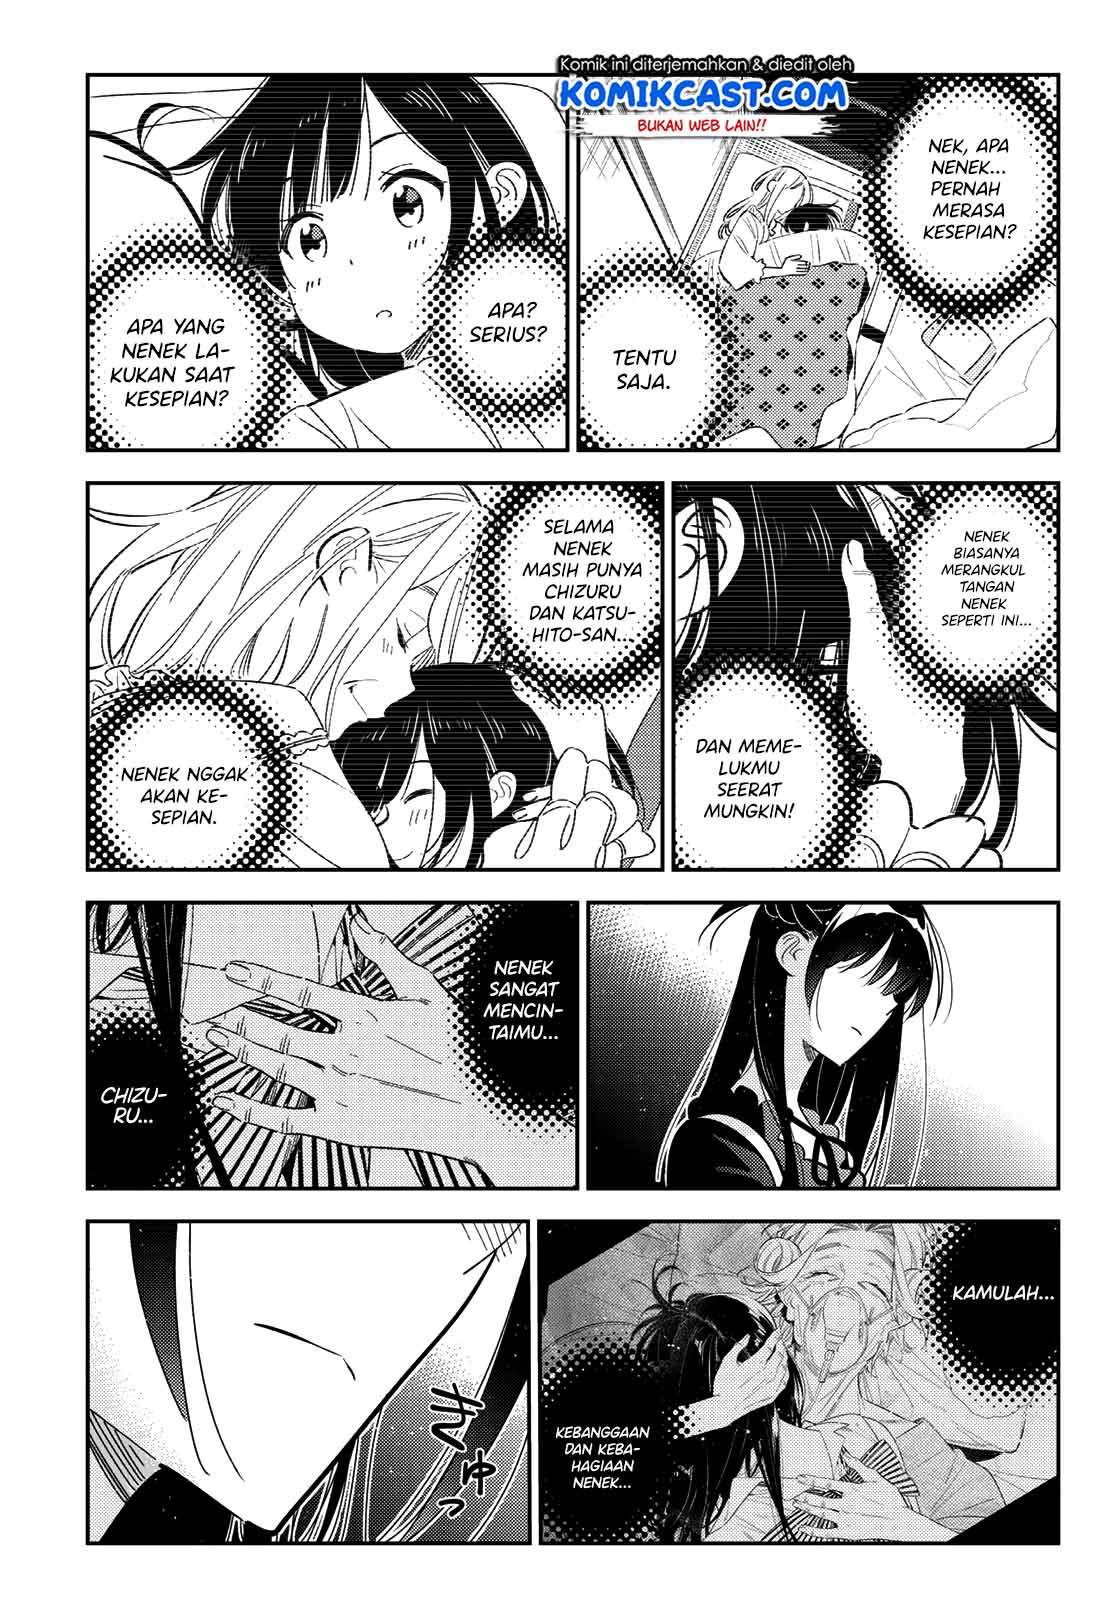 Komik ini diterjemahkan & diedit oleh
KOMIKCAST.COM
BUKAN WEB LAIN!!
NEK, APA
NENEK...
PERNAH
MERASA
KESEPIAN?
TENTU
SAJA.
APA?
SERIUS?
APA YANG
NENEK LA-
KUKAN SAAT
KESEPIAN?
NENEK
BIASANYA
MERANGKUL
TANGAN
NENEK
SEPERTI INI...
DAN MEME-
LUKMU
SEERAT
MUNGKIN!
SELAMA
NENEK
MASIH PUNYA
CHIZURU
DAN KATSU-
HITO-SAN...
NENEK NGGAK
AKAN KE-
SEPIAN.
NENEK
SANGAT
MENCIN-
TAIMU...
CHIZU-
RU...
KAMULAH...
KEBANGGAAN
DAN KEBA-
HAGIAAN
NENEK...
きゅっ